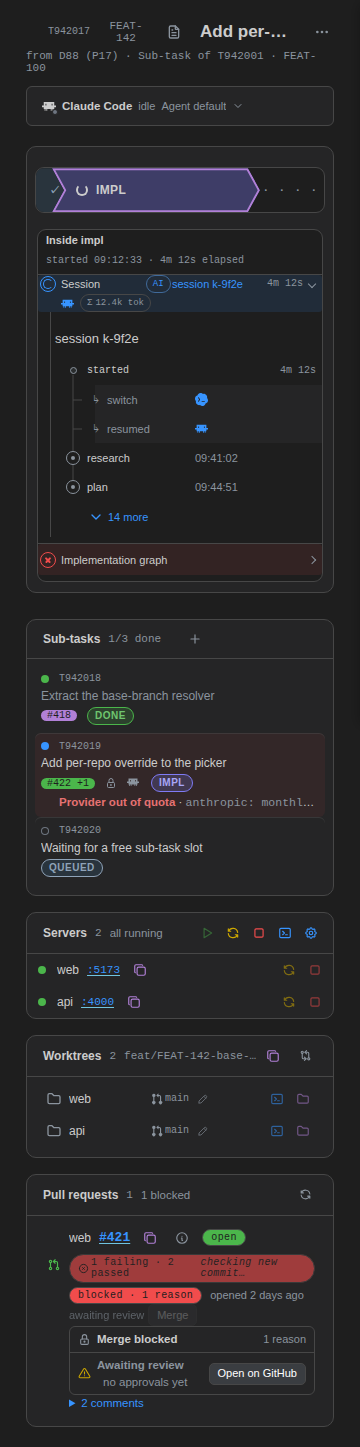 T942017 FEAT-142 Add per-…
from D88 (P17) · Sub-task of T942001 · FEAT-
100
Claude Code idle Agent default
✓ IMPL
Inside impl
started 09:12:33 · 4m 12s elapsed
Session AI session k-9f2e 4m 12s
Σ 12.4k tok
session k-9f2e
started 4m 12s
↳ switch
↳ resumed
research 09:41:02
plan 09:44:51
14 more
Implementation graph
Sub-tasks 1/3 done
T942018
Extract the base-branch resolver
#418 DONE
T942019
Add per-repo override to the picker
#422 +1 IMPL
Provider out of quota · anthropic: monthl…
T942020
Waiting for a free sub-task slot
QUEUED
Servers 2 all running
web :5173
api :4000
Worktrees 2 feat/FEAT-142-base-…
web main
api main
Pull requests 1 1 blocked
web #421 open
1 failing · 2 passed checking new commit…
blocked · 1 reason opened 2 days ago
awaiting review Merge
Merge blocked 1 reason
Awaiting review
no approvals yet Open on GitHub
2 comments